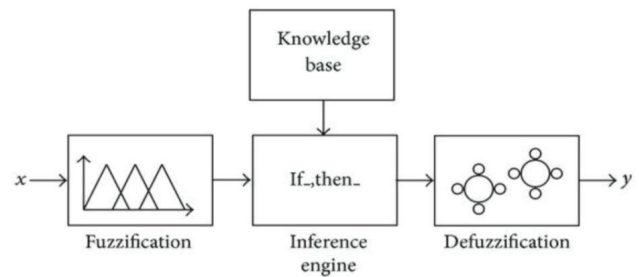 Knowledge
base
x
If_,then_
y
Fuzzification
Inference
engine
Defuzzification